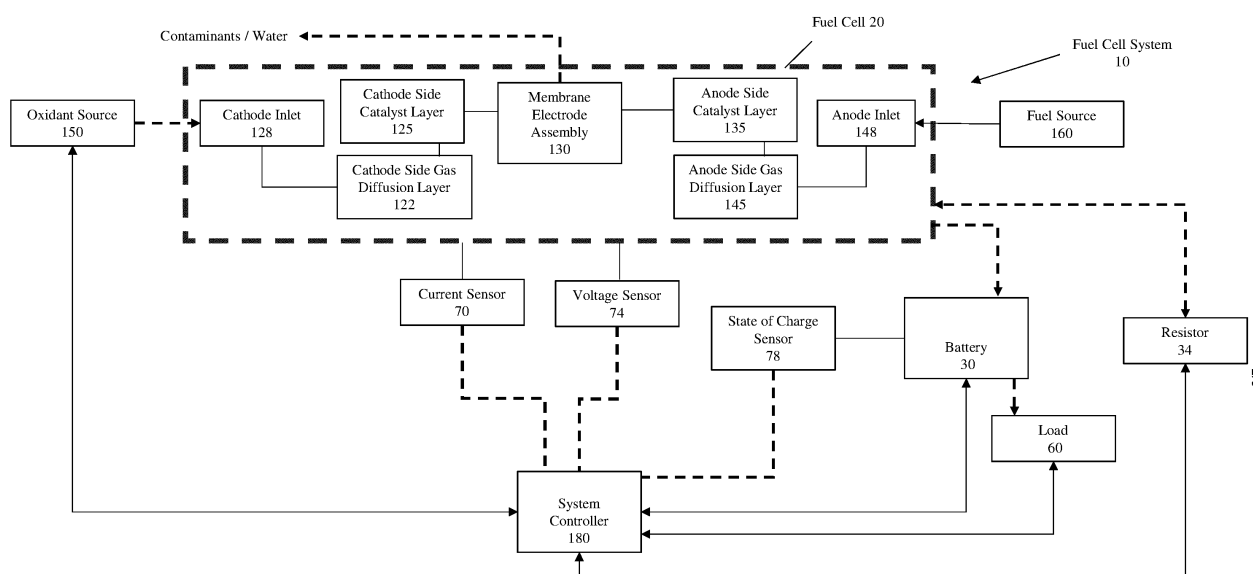 Fuel Cell 20
Contaminants / Water
Fuel Cell System
10
Oxidant Source
150
Cathode Inlet
128
Cathode Side
Catalyst Layer
125
Membrane
Electrode
Assembly
130
Anode Side
Catalyst Layer
135
Anode Inlet
148
Fuel Source
160
Cathode Side Gas
Diffusion Layer
122
Anode Side Gas
Diffusion Layer
145
Current Sensor
70
Voltage Sensor
74
State of Charge
Sensor
78
Battery
30
Resistor
34
Load
60
System
Controller
180